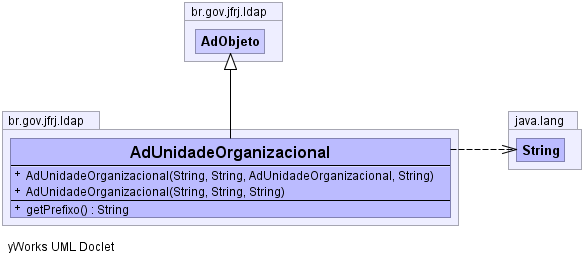 br.gov.jfrj.ldap
AdObjeto
br.gov.jfrj.ldap
AdUnidadeOrganizacional
+ AdUnidadeOrganizacional(String, String, AdUnidadeOrganizacional, String)
+ AdUnidadeOrganizacional(String, String, String)
+ getPrefixo() : String
java.lang
String
yWorks UML Doclet